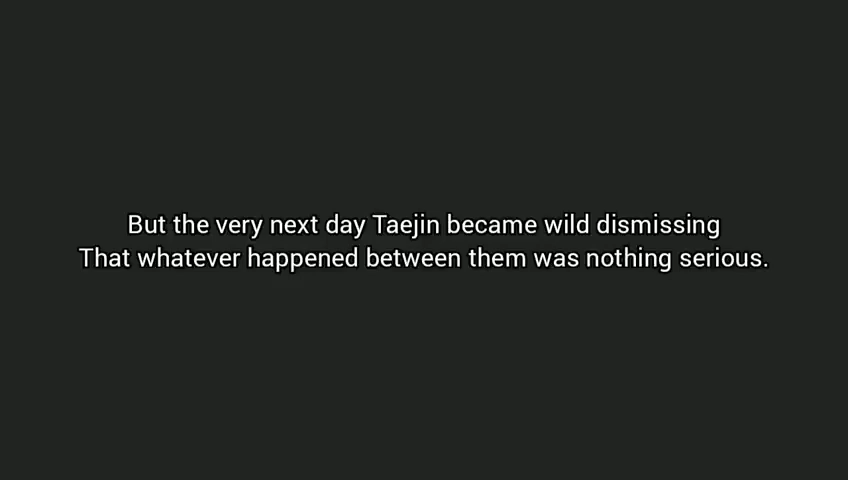 But the very next day Taejin became wild dismissing
That whatever happened between them was nothing serious.